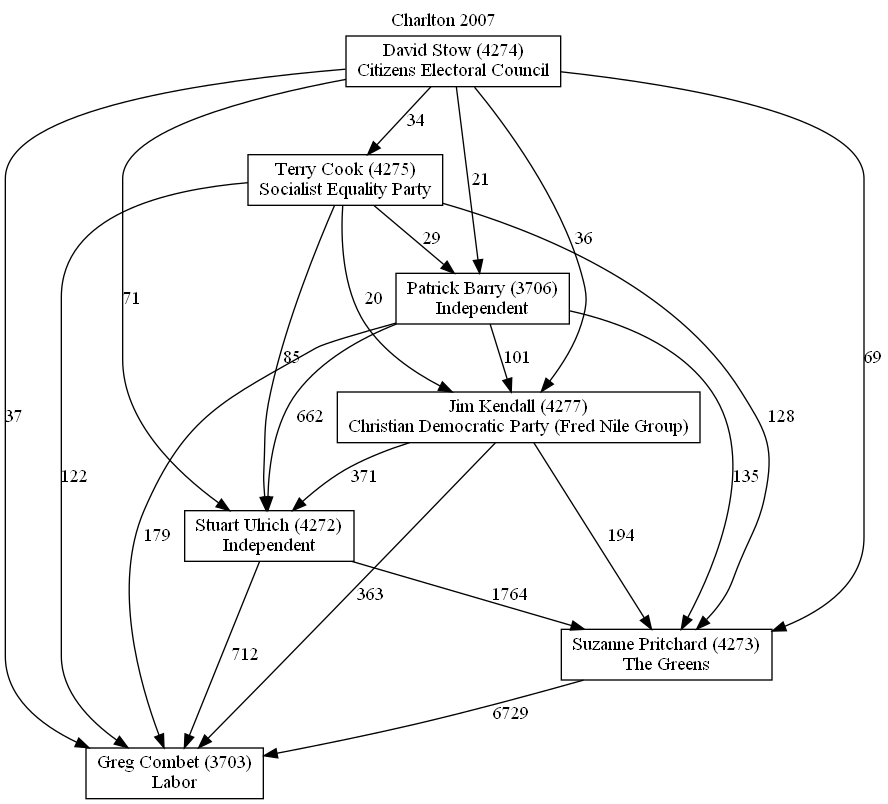 Charlton 2007
David Stow (4274)
Citizens Electoral Council
34
Terry Cook (4275)
Socialist Equality Party
21
29
36
Patrick Barry (3706)
Independent
71
20
85
69
101
Jim Kendall (4277)
Christian Democratic Party (Fred Nile Group)
37
662
128
122
371
135
Stuart Ulrich (4272)
Independent
179
194
1764
363
Suzanne Pritchard (4273)
The Greens
712
6729
Greg Combet (3703)
Labor